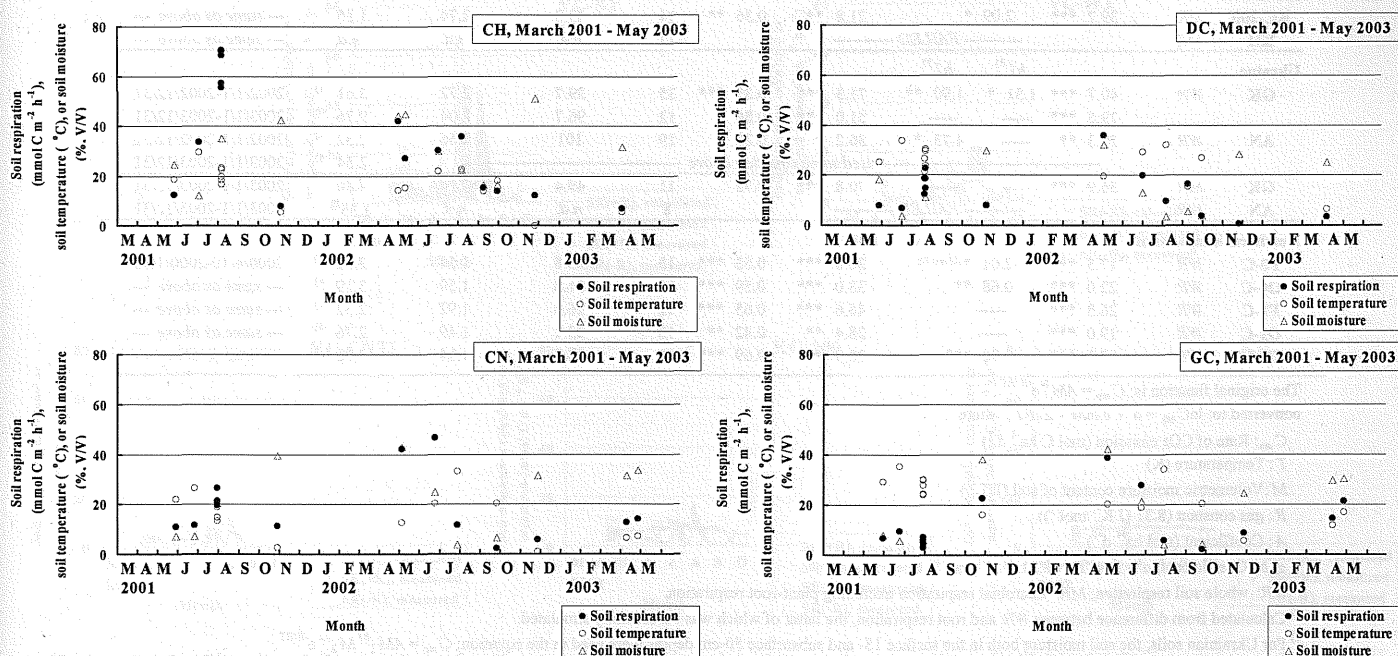 CH, March 2001 - May 2003
Soil respiration
(mmol C m⁻² h⁻¹),
soil temperature ( °C), or soil moisture
(%, V/V)
80
60
40
20
0
M A M J J A S O N D J F M A M J J A S O N D J F M A M
2001 2002 2003
Month
● Soil respiration
○ Soil temperature
△ Soil moisture
DC, March 2001 - May 2003
Soil respiration
(mmol C m⁻² h⁻¹),
soil temperature ( °C), or soil moisture
(%, V/V)
80
60
40
20
0
M A M J J A S O N D J F M A M J J A S O N D J F M A M
2001 2002 2003
Month
● Soil respiration
○ Soil temperature
△ Soil moisture
CN, March 2001 - May 2003
Soil respiration
(mmol C m⁻² h⁻¹),
soil temperature ( °C), or soil moisture
(%, V/V)
80
60
40
20
0
M A M J J A S O N D J F M A M J J A S O N D J F M A M
2001 2002 2003
Month
● Soil respiration
○ Soil temperature
△ Soil moisture
GC, March 2001 - May 2003
Soil respiration
(mmol C m⁻² h⁻¹),
soil temperature ( °C), or soil moisture
(%, V/V)
80
60
40
20
0
M A M J J A S O N D J F M A M J J A S O N D J F M A M
2001 2002 2003
Month
● Soil respiration
○ Soil temperature
△ Soil moisture